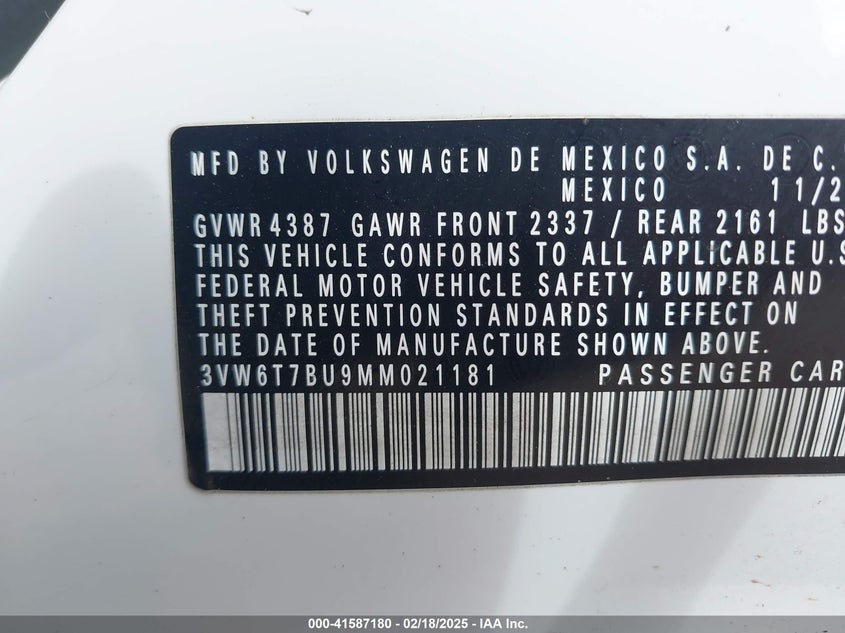 MFD BY VOLKSWAGEN DE MEXICO S.A. DE C.
MEXICO 11/2
GVWR 4387 GAWR FRONT 2337 / REAR 2161 LBS
THIS VEHICLE CONFORMS TO ALL APPLICABLE U.S
FEDERAL MOTOR VEHICLE SAFETY, BUMPER AND
THEFT PREVENTION STANDARDS IN EFFECT ON
THE DATE OF MANUFACTURE SHOWN ABOVE.
3VW6T7BU9MM021181 PASSENGER CAR
000-41587180 - 02/18/2025 - IAA Inc.